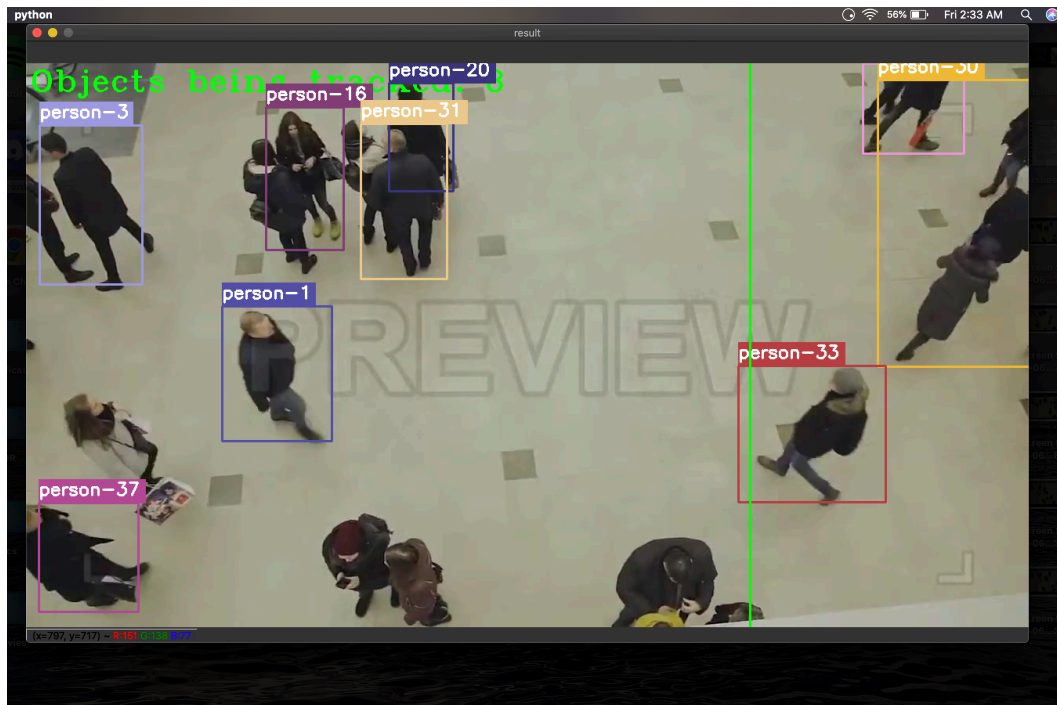 python
56%
Fri 2:33 AM
result
Objects being tracked: 8
person-20
person-30
person-16
person-31
person-3
person-1
PREVIEW
person-33
person-37
(x=797, y=717) ~ R:151 G:138 B:77